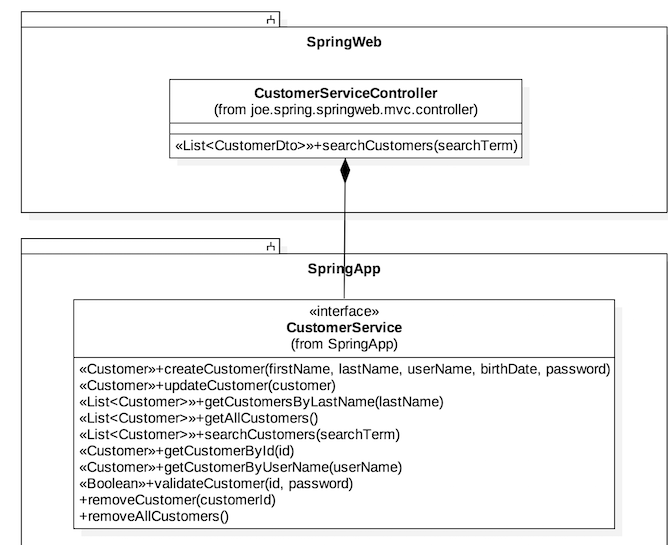 SpringWeb
CustomerServiceController
(from joe.spring.springweb.mvc.controller)
«List<CustomerDto>»+searchCustomers(searchTerm)
SpringApp
«interface»
CustomerService
(from SpringApp)
«Customer»+createCustomer(firstName, lastName, userName, birthDate, password)
«Customer»+updateCustomer(customer)
«List<Customer>»+getCustomersByLastName(lastName)
«List<Customer>»+getAllCustomers()
«List<Customer>»+searchCustomers(searchTerm)
«Customer»+getCustomerById(id)
«Customer»+getCustomerByUserName(userName)
«Boolean»+validateCustomer(id, password)
+removeCustomer(customerId)
+removeAllCustomers()